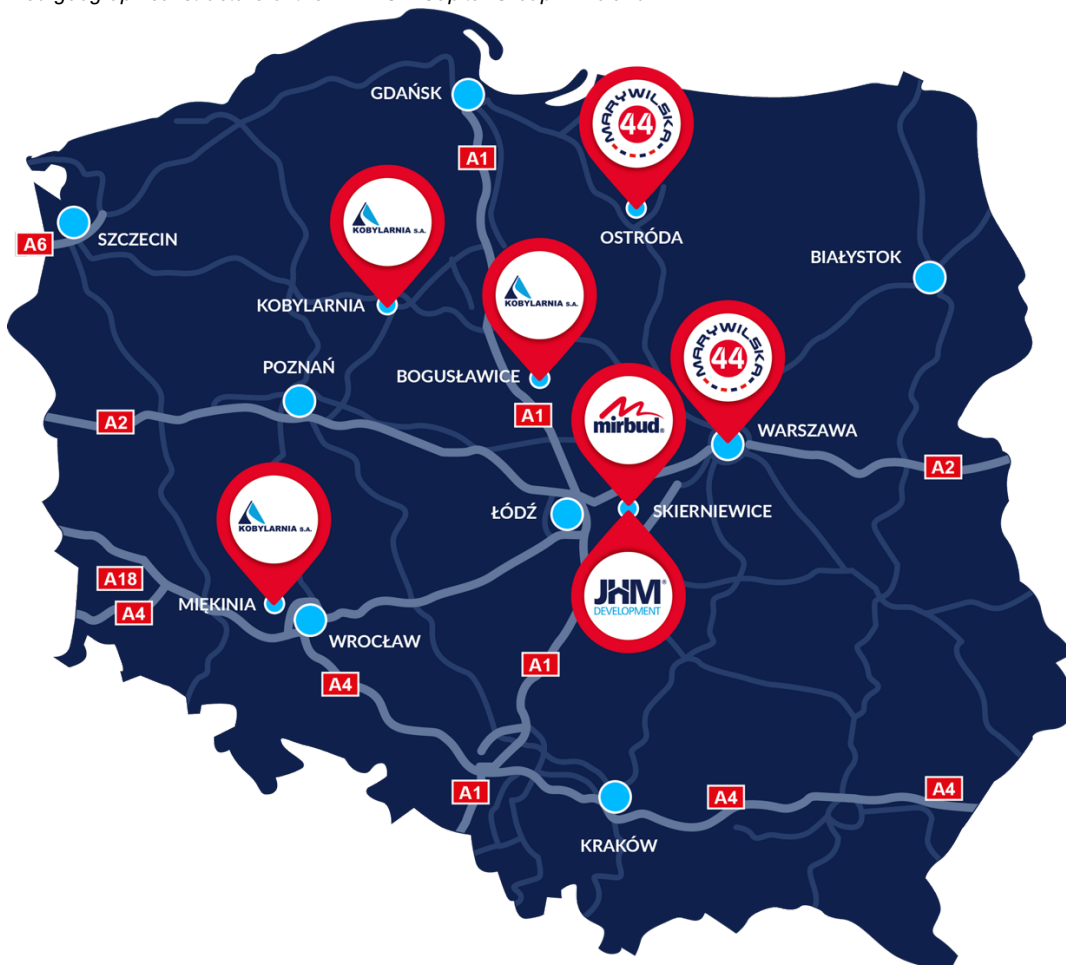 GDAŃSK
MARYWILSKA
44
A1
KOBYLARNIA S.A.
OSTRÓDA
SZCZECIN
A6
BIAŁYSTOK
KOBYLARNIA
KOBYLARNIA S.A.
MARYWILSKA
44
POZNAŃ
BOGUSŁAWICE
A2
A1
mirbud®
WARSZAWA
A2
ŁÓDŹ
SKIERNIEWICE
KOBYLARNIA S.A.
A18
A4
MIĘKINIA
JHM®
DEVELOPMENT
WROCŁAW
A1
A4
A1
A4
A4
KRAKÓW